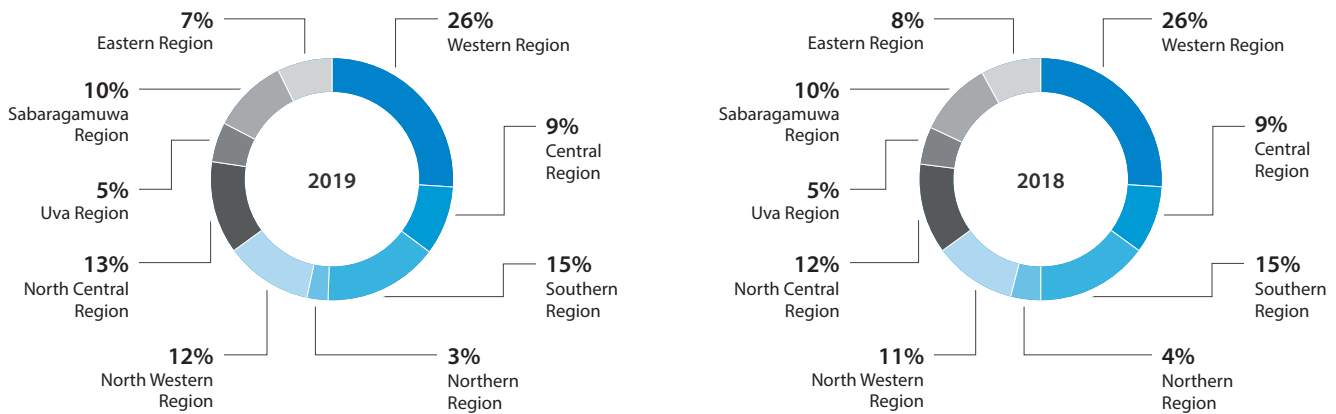 7%
Eastern Region
26%
Western Region
10%
Sabaragamuwa
Region
9%
Central
Region
2019
5%
Uva Region
13%
North Central
Region
15%
Southern
Region
12%
North Western
Region
3%
Northern
Region
8%
Eastern Region
26%
Western Region
10%
Sabaragamuwa
Region
9%
Central
Region
2018
5%
Uva Region
12%
North Central
Region
15%
Southern
Region
11%
North Western
Region
4%
Northern
Region